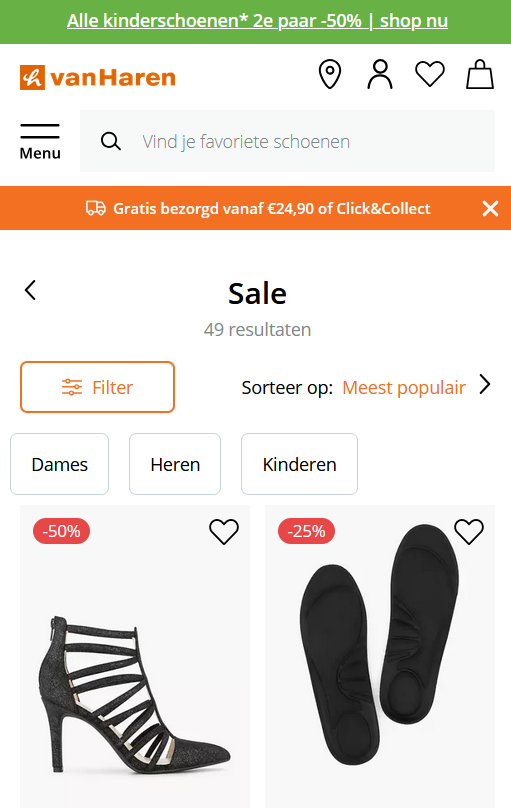 Alle kinderschoenen* 2e paar -50% | shop nu
vanHaren
Menu
Vind je favoriete schoenen
Gratis bezorgd vanaf €24,90 of Click&Collect
Sale
49 resultaten
Filter
Sorteer op: Meest populair
Dames
Heren
Kinderen
-50%
-25%